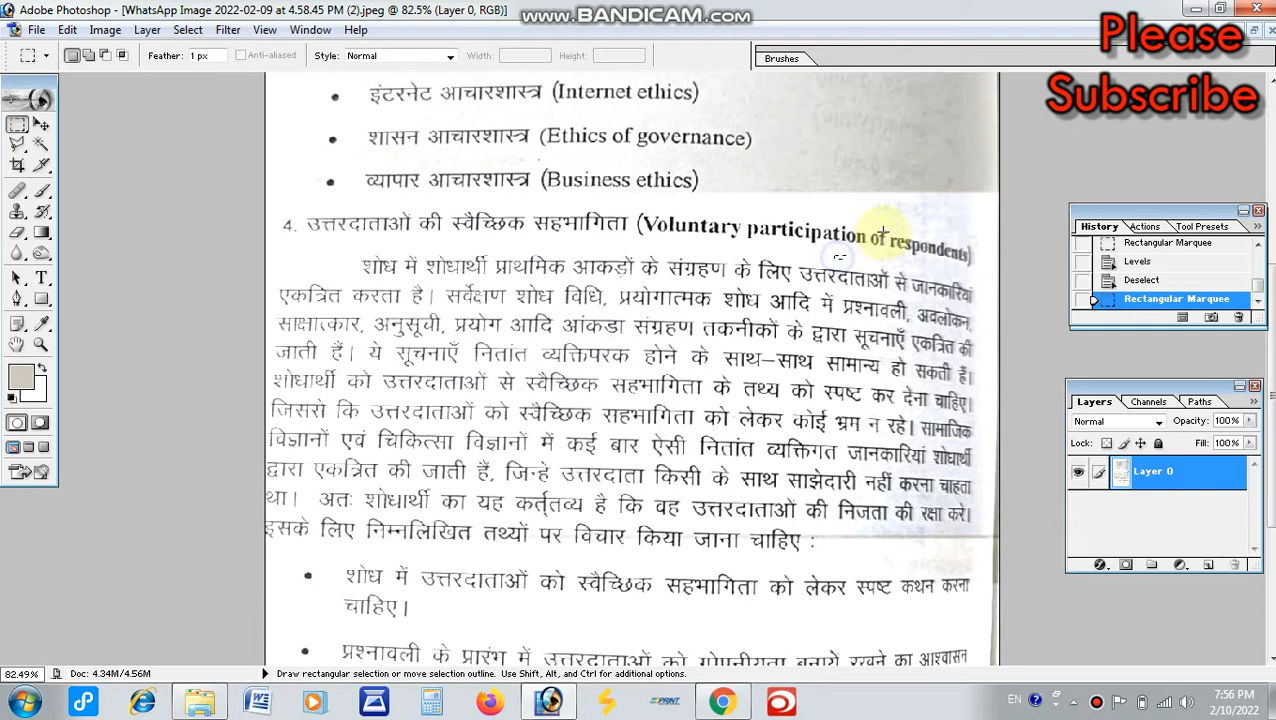 Adobe Photoshop - [WhatsApp Image 2022-02-09 at 4.58.45 PM (2).jpeg @ 82.5% (Layer 0, RGB)]
www.BANDICAM.com
Please
Subscribe
File Edit Image Layer Select Filter View Window Help
Feather: 1 px Anti-aliased Style: Normal Width: Height: Brushes
इंटरनेट आचारशास्त्र (Internet ethics)
शासन आचारशास्त्र (Ethics of governance)
व्यापार आचारशास्त्र (Business ethics)
4. उत्तरदाताओं की स्वैच्छिक सहभागिता (Voluntary participation of respondents)
शोध में शोधार्थी प्राथमिक आकड़ों के संग्रहण के लिए उत्तरदाताओं से जानकारियां
एकत्रित करता है। सर्वेक्षण शोध विधि, प्रयोगात्मक शोध आदि में प्रश्नावली, अवलोकन,
साक्षात्कार, अनुसूची, प्रयोग आदि आंकडा संग्रहण तकनीकों के द्वारा सूचनाएँ एकत्रित की
जाती हैं। ये सूचनाएँ नितांत व्यक्तिपरक होने के साथ–साथ सामान्य हो सकती हैं।
शोधार्थी को उत्तरदाताओं से स्वैच्छिक सहभागिता के तथ्य को स्पष्ट कर देना चाहिए।
जिससे कि उत्तरदाताओं को स्वैच्छिक सहभागिता को लेकर कोई भ्रम न रहे। सामाजिक
विज्ञानों एवं चिकित्सा विज्ञानों में कई बार ऐसी नितांत व्यक्तिगत जानकारियां शोधार्थी
द्वारा एकत्रित की जाती हैं, जिन्हे उत्तरदाता किसी के साथ साझेदारी नहीं करना चाहता
था। अतः शोधार्थी का यह कर्त्तव्य है कि वह उत्तरदाताओं की निजता की रक्षा करे।
इसके लिए निम्नलिखित तथ्यों पर विचार किया जाना चाहिए :
शोध में उत्तरदाताओं को स्वैच्छिक सहभागिता को लेकर स्पष्ट कथन करना
चाहिए।
प्रश्नावली के प्रारंभ में उत्तरदाताओं को गोपनीयता बनाये रखने का आश्वासन
History Actions Tool Presets
Rectangular Marquee
Levels
Deselect
Rectangular Marquee
Layers Channels Paths
Normal Opacity: 100%
Lock: Fill: 100%
Layer 0
82.49% Doc: 4.34M/4.56M Draw rectangular selection or move selection outline. Use Shift, Alt, and Ctrl for additional options.
EN
7:56 PM
2/10/2022